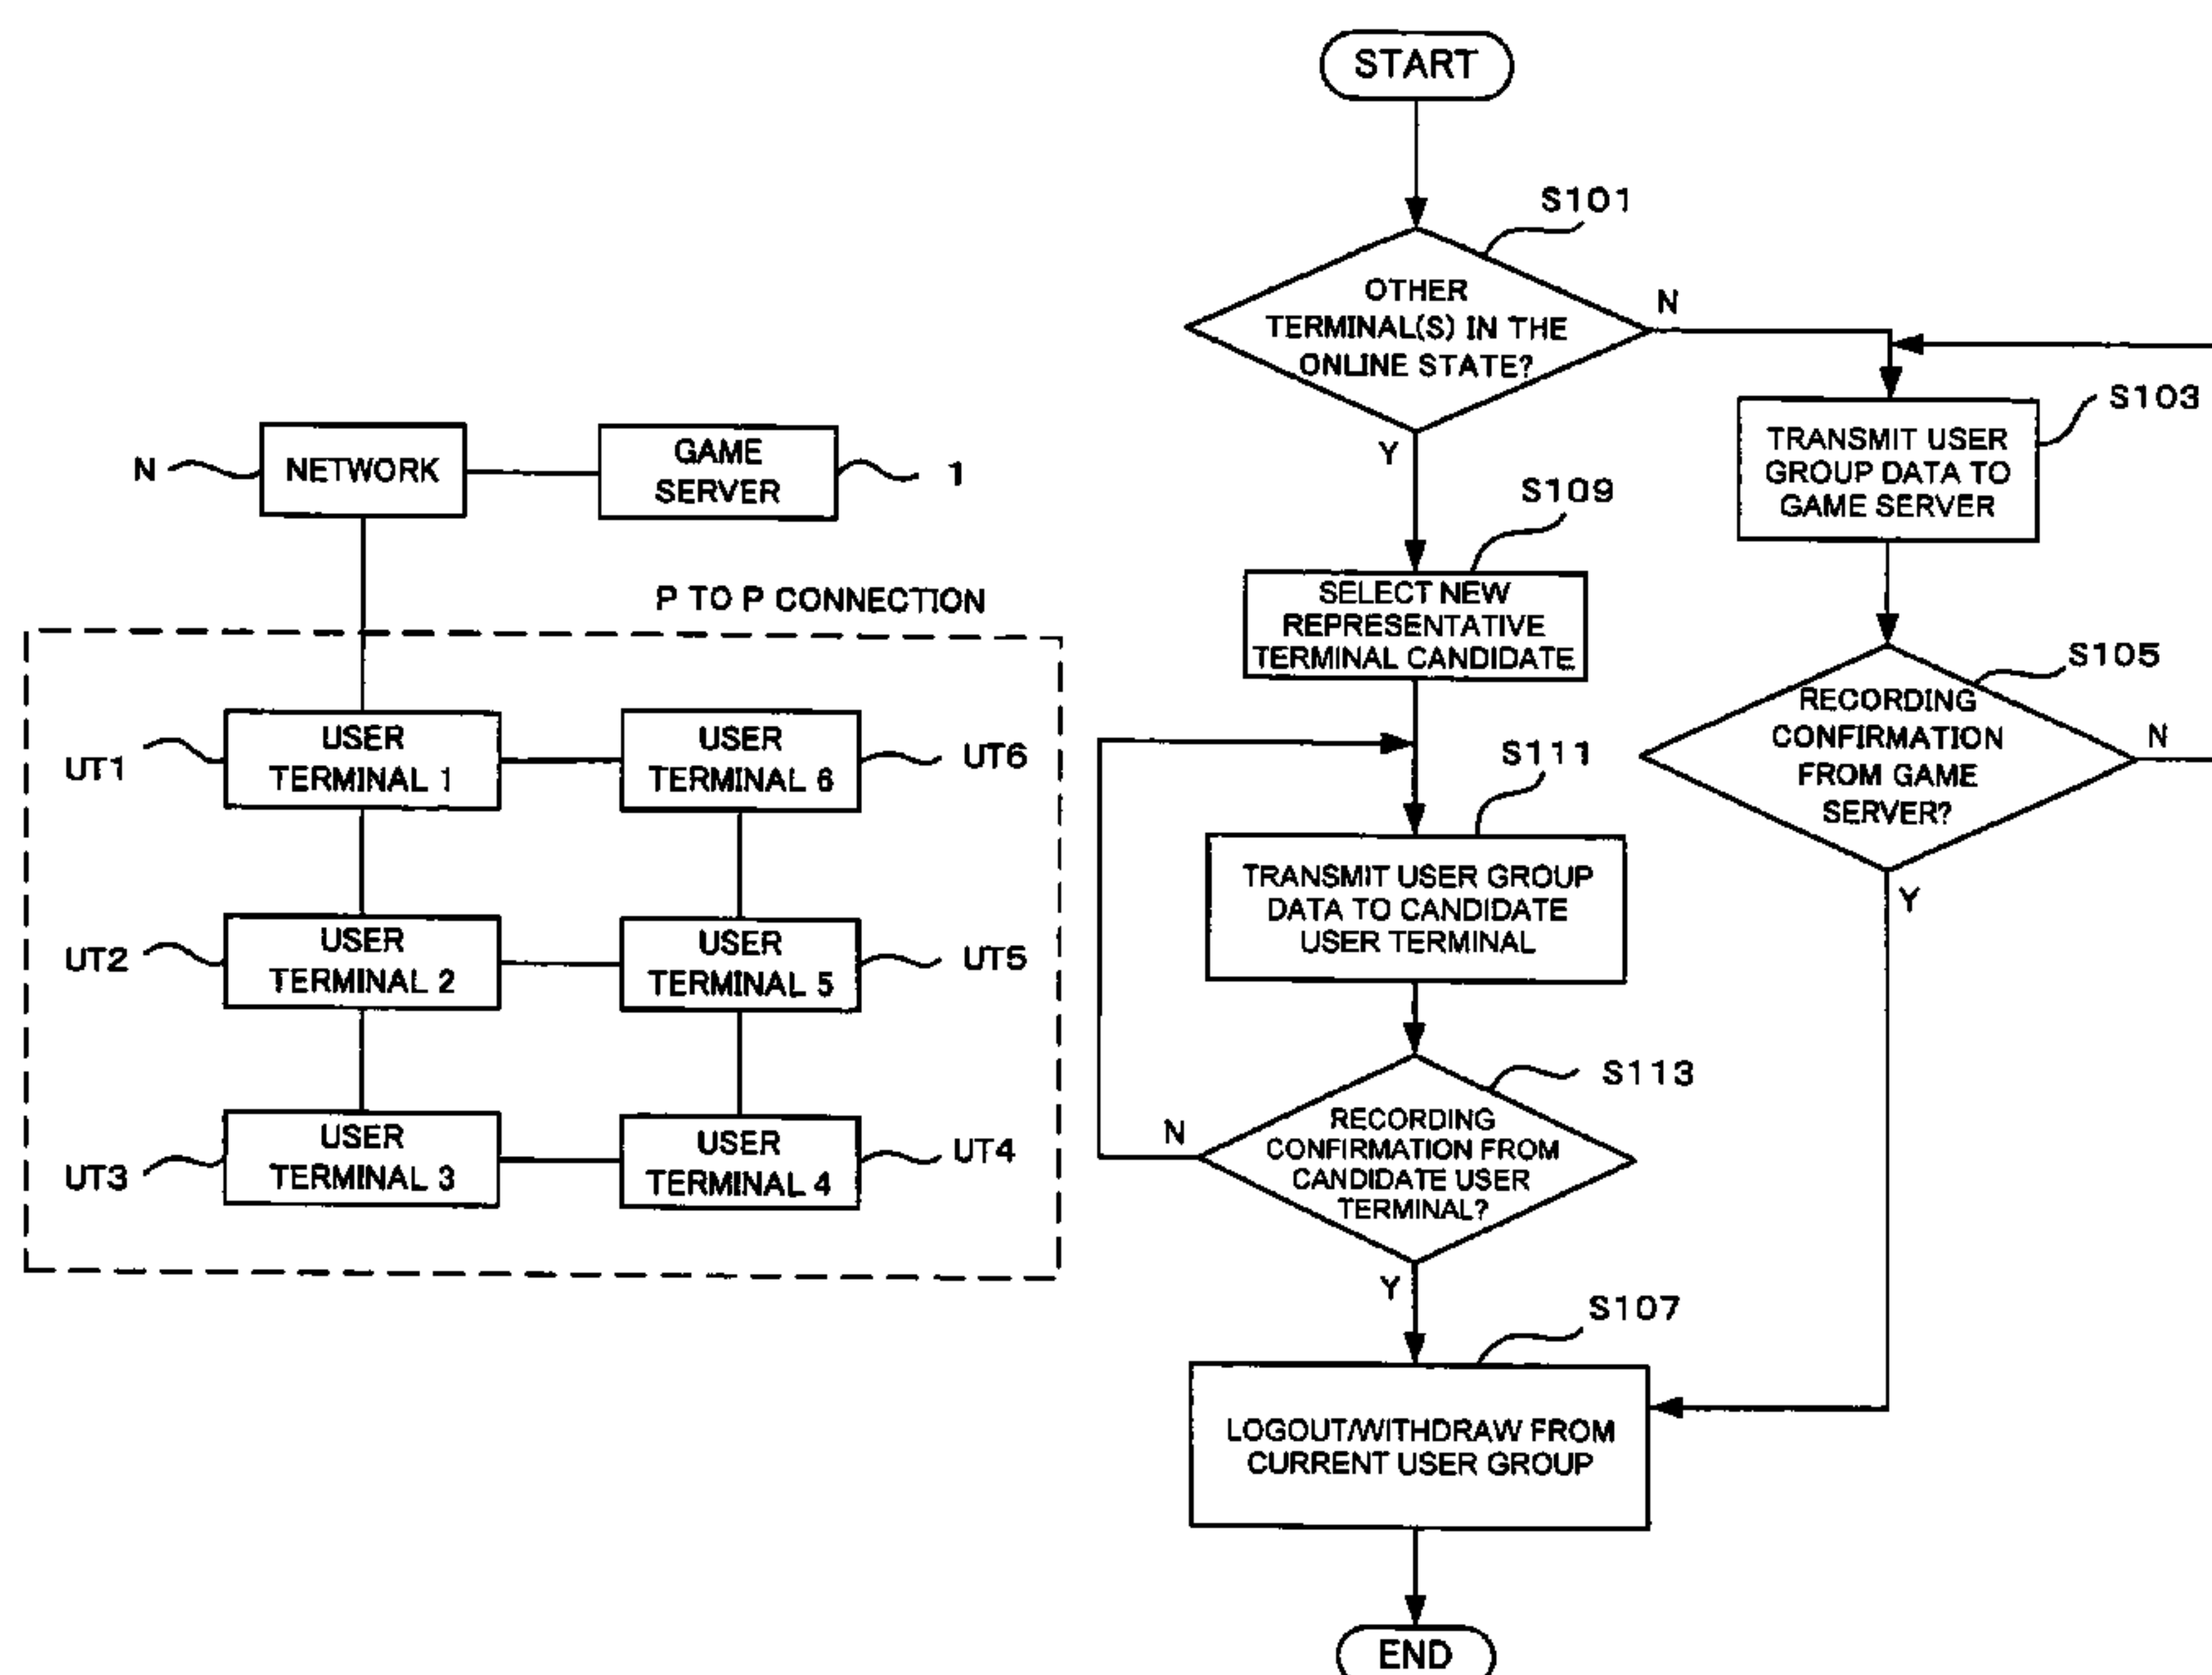 N
NETWORK
GAME
SERVER
1
P TO P CONNECTION
UT1
USER
TERMINAL 1
USER
TERMINAL 6
UT6
UT2
USER
TERMINAL 2
USER
TERMINAL 5
UT5
UT3
USER
TERMINAL 3
USER
TERMINAL 4
UT4
START
S101
OTHER
TERMINAL(S) IN THE
ONLINE STATE?
N
Y
S103
TRANSMIT USER
GROUP DATA TO
GAME SERVER
S109
SELECT NEW
REPRESENTATIVE
TERMINAL CANDIDATE
S105
RECORDING
CONFIRMATION
FROM GAME
SERVER?
N
Y
S111
TRANSMIT USER GROUP
DATA TO CANDIDATE
USER TERMINAL
S113
RECORDING
CONFIRMATION FROM
CANDIDATE USER
TERMINAL?
N
Y
S107
LOGOUT/WITHDRAW FROM
CURRENT USER GROUP
END